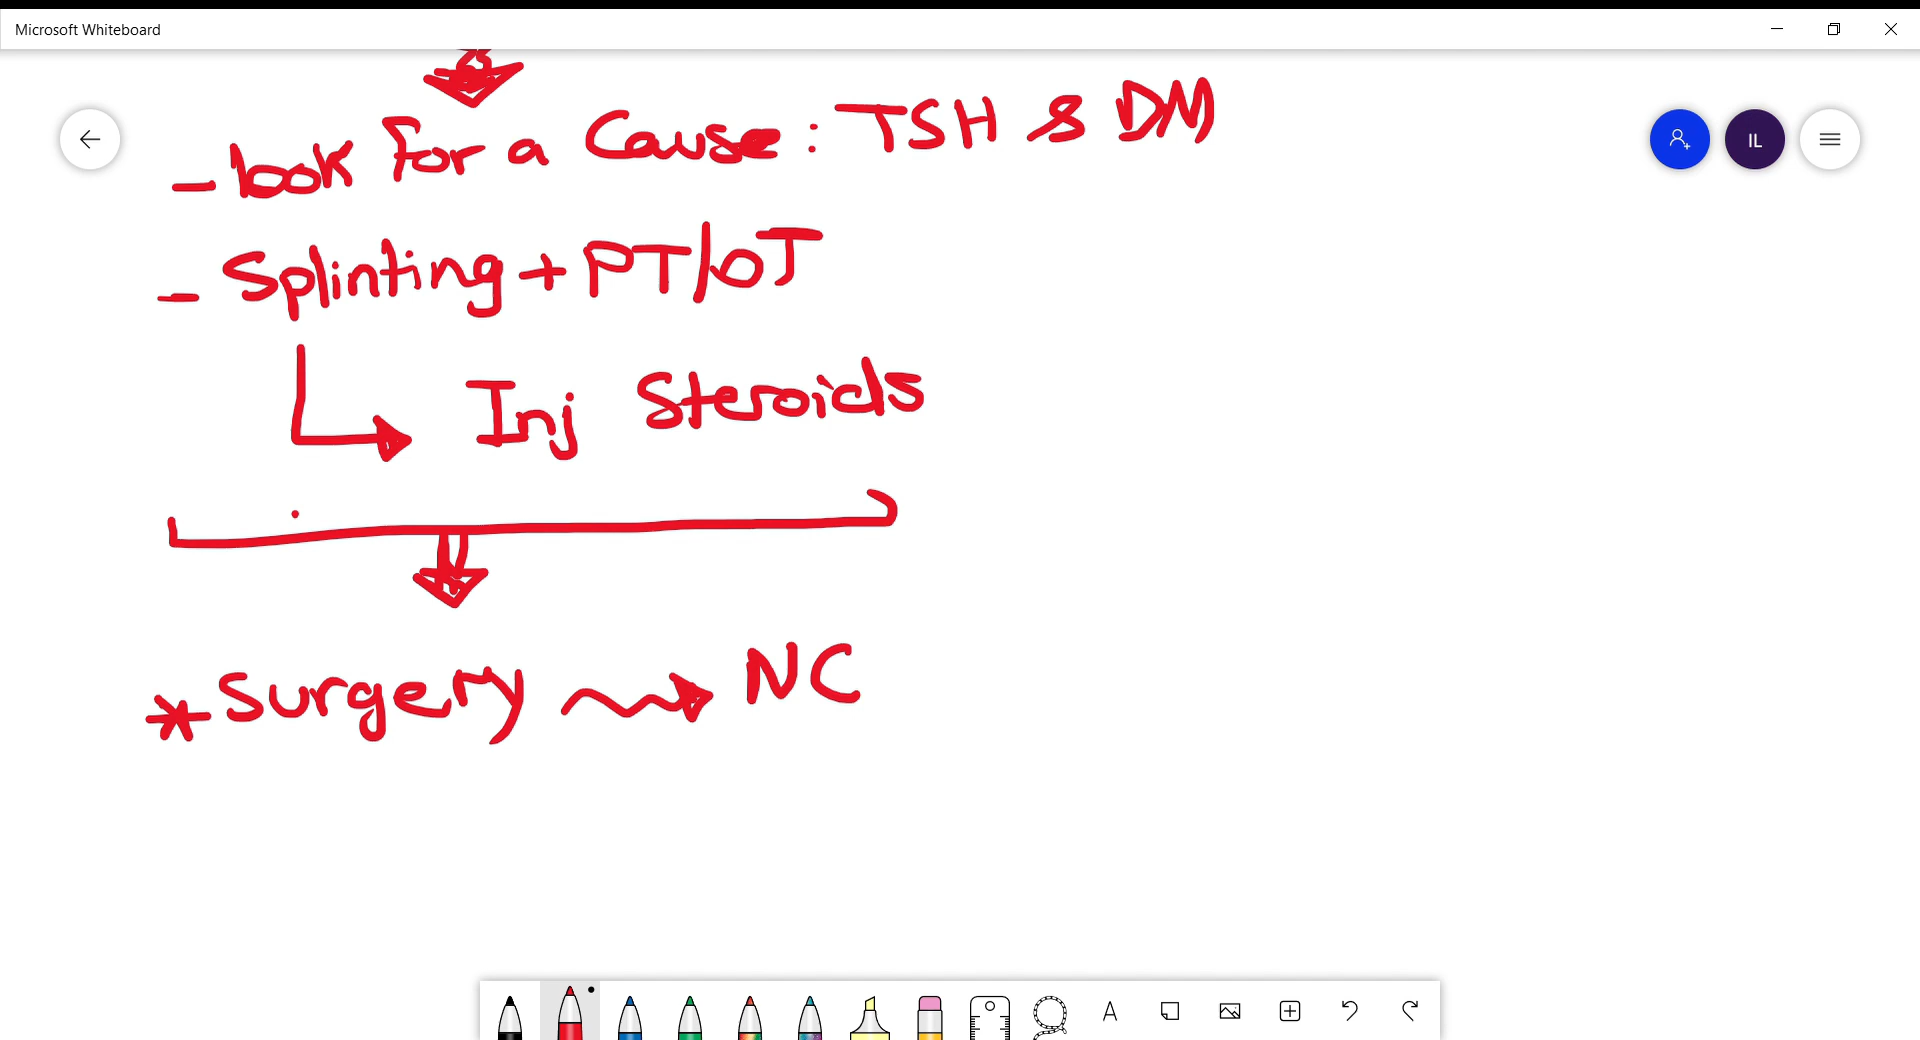 Microsoft Whiteboard
- look for a Cause : TSH & DM
IL
- Splinting + PT/OT
Inj Steroids
* Surgery NC
A